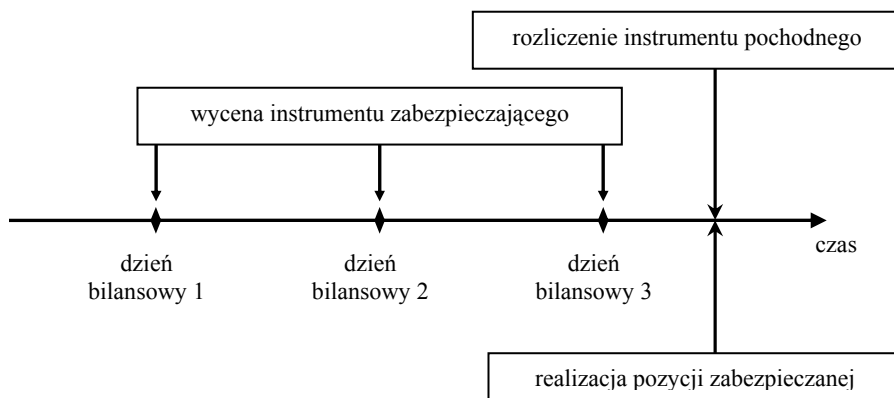 rozliczenie instrumentu pochodnego
wycena instrumentu zabezpieczającego
czas
dzień
bilansowy 1
dzień
bilansowy 2
dzień
bilansowy 3
realizacja pozycji zabezpieczanej